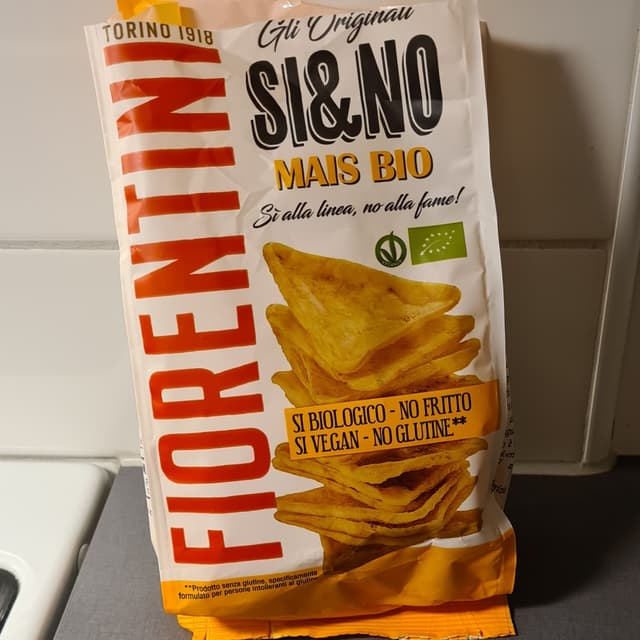 TORINO 1918
FIORENTINI
Gli Originali
SI&NO
MAIS BIO
Sì alla linea, no alla fame!
SI BIOLOGICO - NO FRITTO
SI VEGAN - NO GLUTINE**
**Prodotto senza glutine, specificamente
formulato per persone intolleranti al glutine